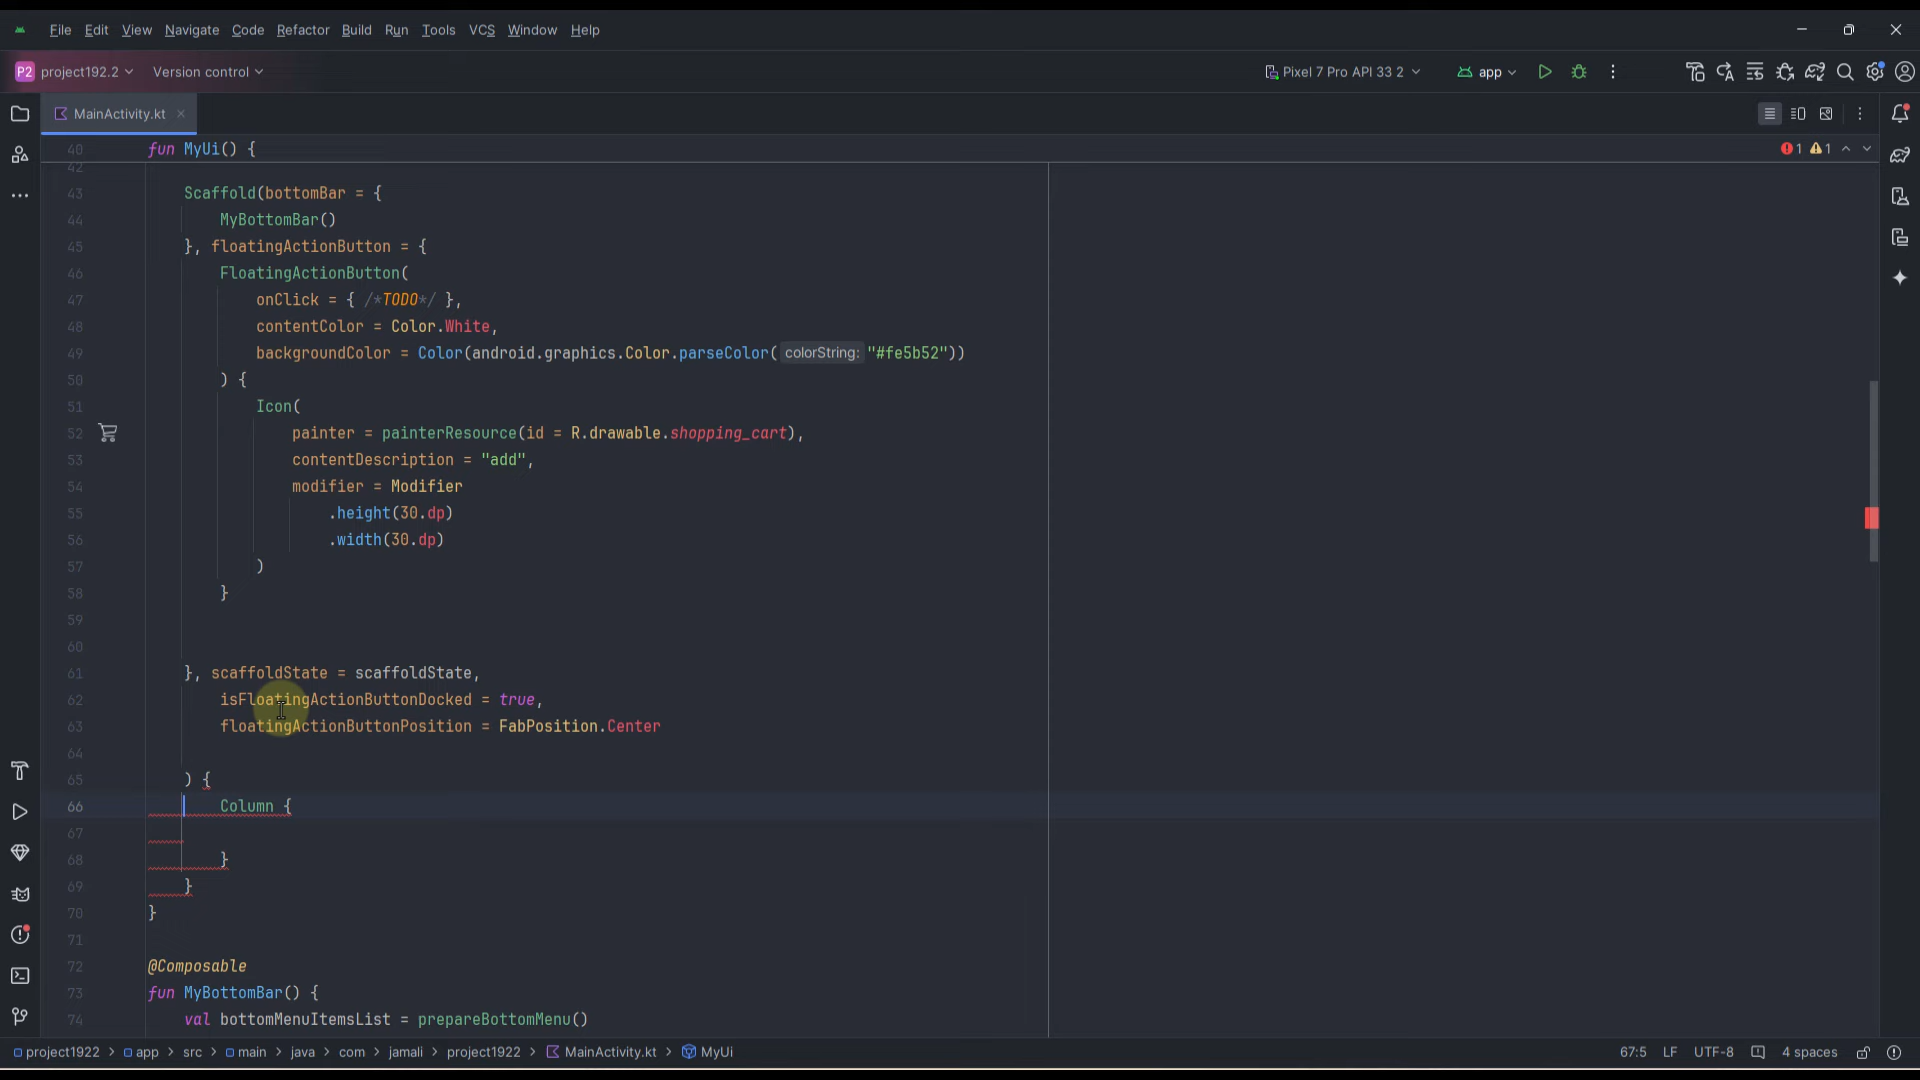 File Edit View Navigate Code Refactor Build Run Tools VCS Window Help
P2 project192.2 Version control Pixel 7 Pro API 33 2 app
MainActivity.kt
40 fun MyUi() { 1 1
42
43 Scaffold(bottomBar = {
44 MyBottomBar()
45 }, floatingActionButton = {
46 FloatingActionButton(
47 onClick = { /*TODO*/ },
48 contentColor = Color.White,
49 backgroundColor = Color(android.graphics.Color.parseColor( colorString: "#fe5b52"))
50 ) {
51 Icon(
52 painter = painterResource(id = R.drawable.shopping_cart),
53 contentDescription = "add",
54 modifier = Modifier
55 .height(30.dp)
56 .width(30.dp)
57 )
58 }
59
60
61 }, scaffoldState = scaffoldState,
62 isFloatingActionButtonDocked = true,
63 floatingActionButtonPosition = FabPosition.Center
64
65 ) {
66 Column {
67
68 }
69 }
70 }
71
72 @Composable
73 fun MyBottomBar() {
74 val bottomMenuItemsList = prepareBottomMenu()
project1922 > app > src > main > java > com > jamali > project1922 > MainActivity.kt > MyUi 67:5 LF UTF-8 4 spaces